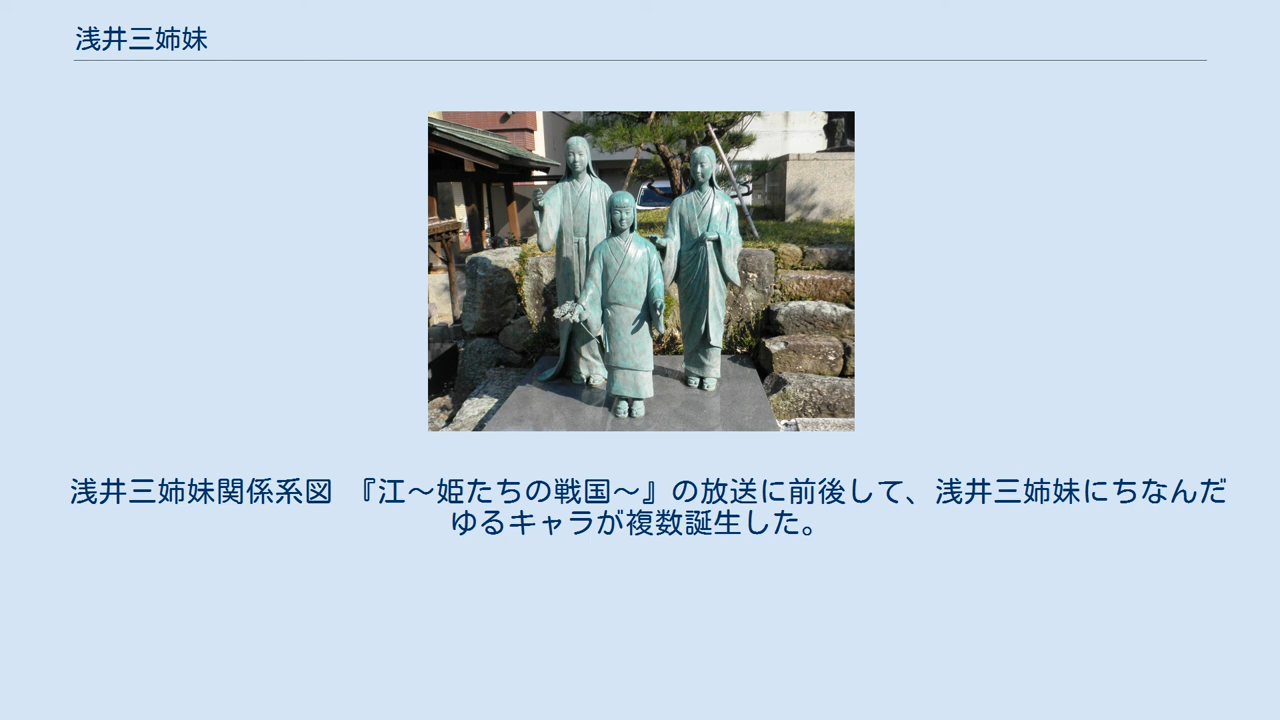 浅井三姉妹
浅井三姉妹関係系図　『江〜姫たちの戦国〜』の放送に前後して、浅井三姉妹にちなんだ
ゆるキャラが複数誕生した。